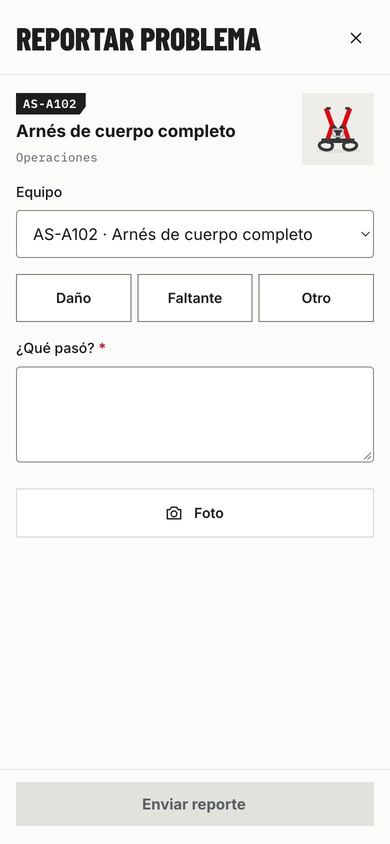 REPORTAR PROBLEMA
AS-A102
Arnés de cuerpo completo
Operaciones
Equipo
AS-A102 · Arnés de cuerpo completo
Daño
Faltante
Otro
¿Qué pasó? *
Foto
Enviar reporte